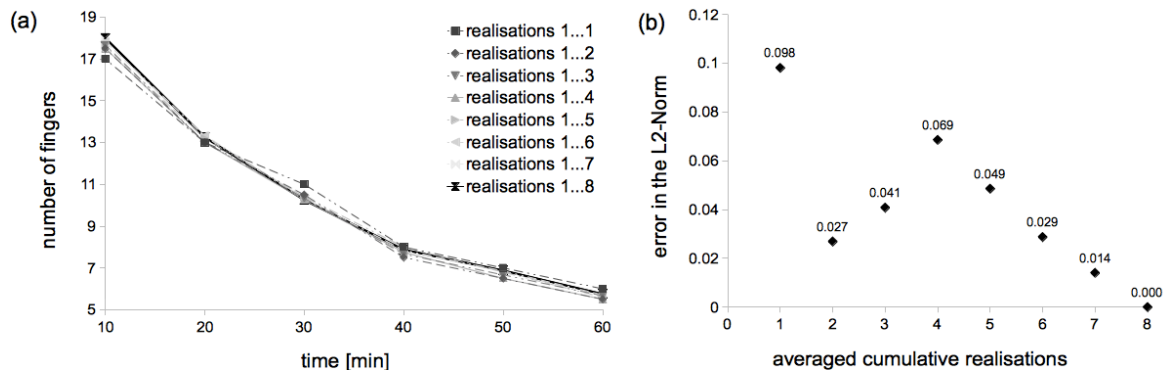 (a)
number of fingers
19
17
15
13
11
9
7
5
10 20 30 40 50 60
time [min]
realisations 1...1
realisations 1...2
realisations 1...3
realisations 1...4
realisations 1...5
realisations 1...6
realisations 1...7
realisations 1...8
(b)
error in the L2-Norm
0.12
0.1
0.08
0.06
0.04
0.02
0
0.098
0.027
0.041
0.069
0.049
0.029
0.014
0.000
0 1 2 3 4 5 6 7 8
averaged cumulative realisations